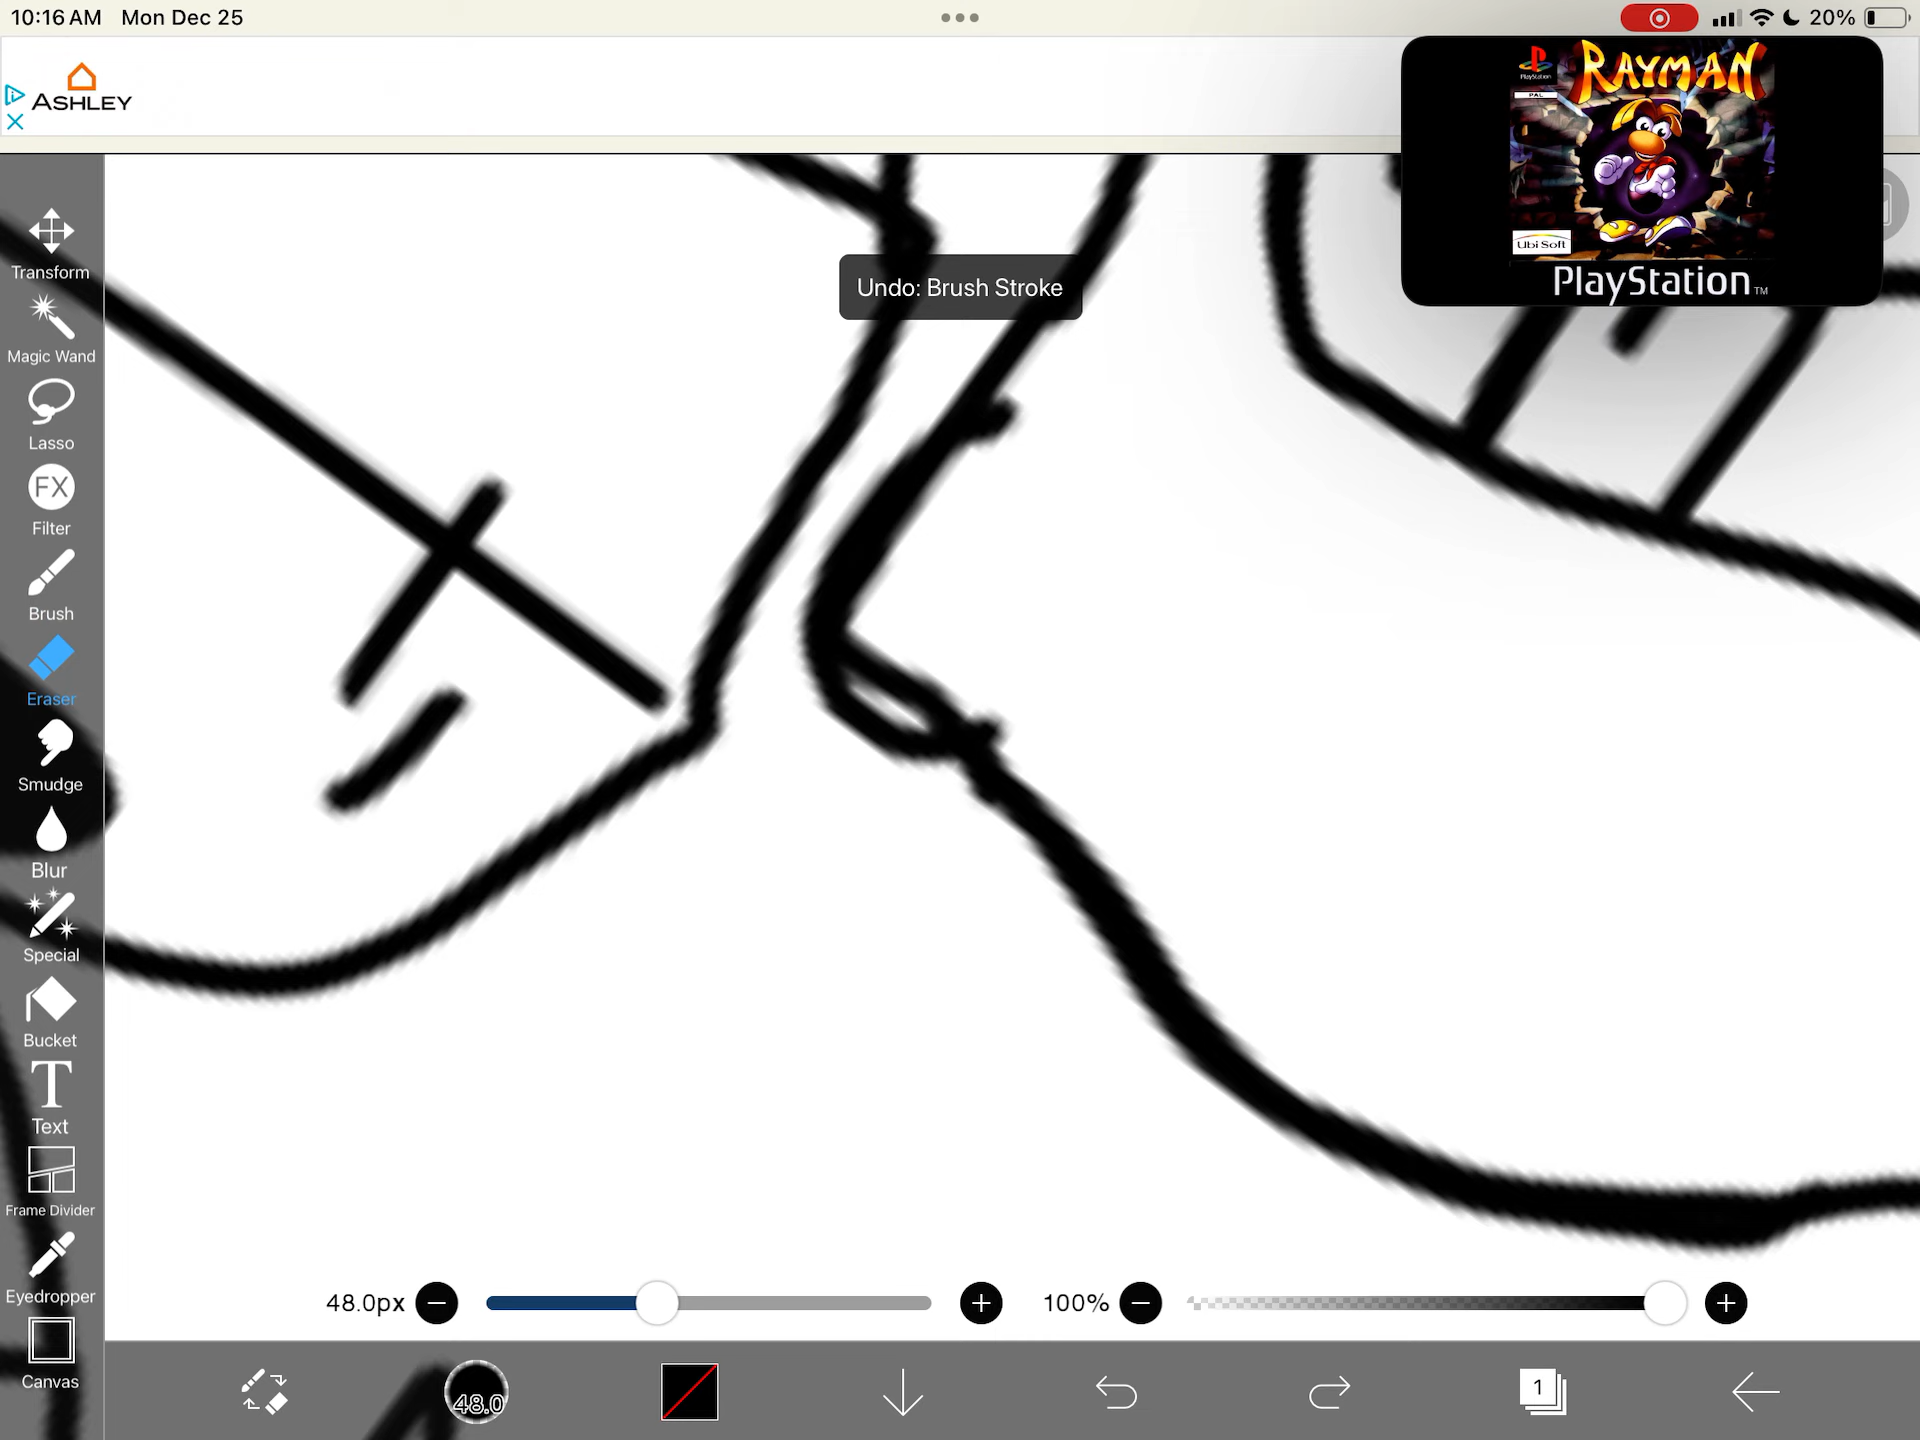 10:16 AM Mon Dec 25
20%
ASHLEY
PlayStation
PAL
RAYMAN
Ubi Soft
PlayStation™
Undo: Brush Stroke
Transform
Magic Wand
Lasso
FX
Filter
Brush
Eraser
Smudge
Blur
Special
Bucket
T
Text
Frame Divider
Eyedropper
Canvas
48.0px
100%
48.0
1